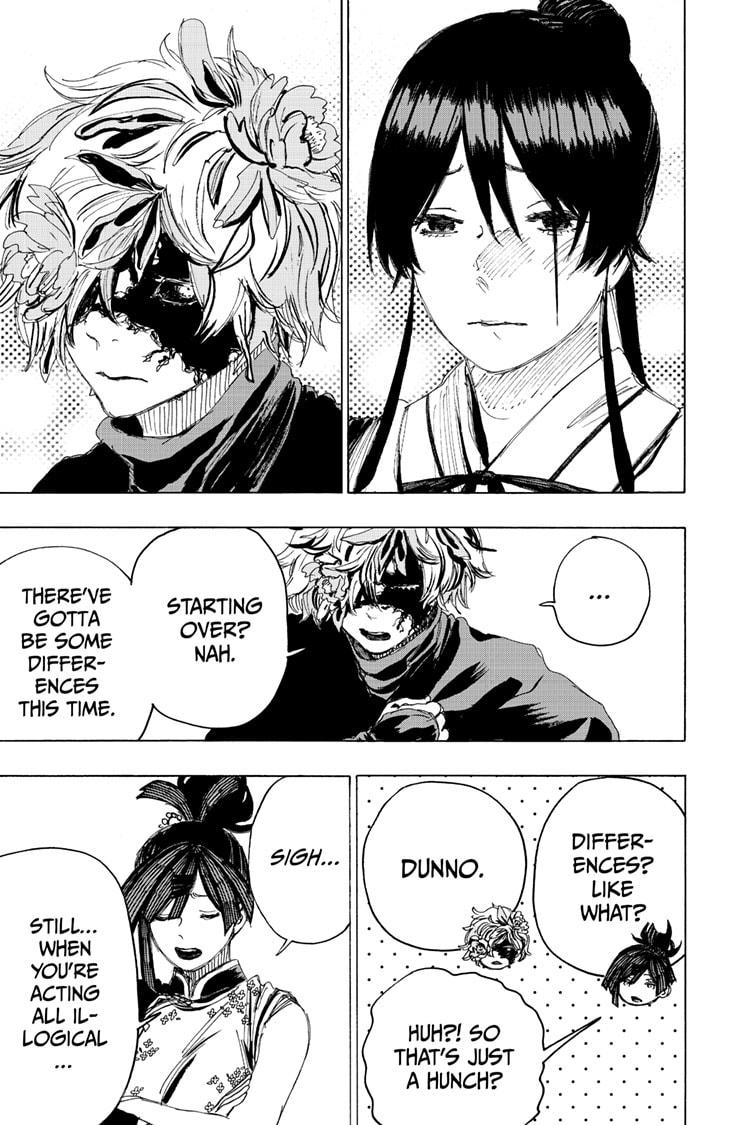 ...
STARTING
OVER?
NAH.
THERE'VE
GOTTA
BE SOME
DIFFER-
ENCES
THIS TIME.
DIFFER-
ENCES?
LIKE
WHAT?
DUNNO.
HUH?! SO
THAT'S JUST
A HUNCH?
SIGH...
STILL...
WHEN
YOU'RE
ACTING
ALL IL-
LOGICAL
...